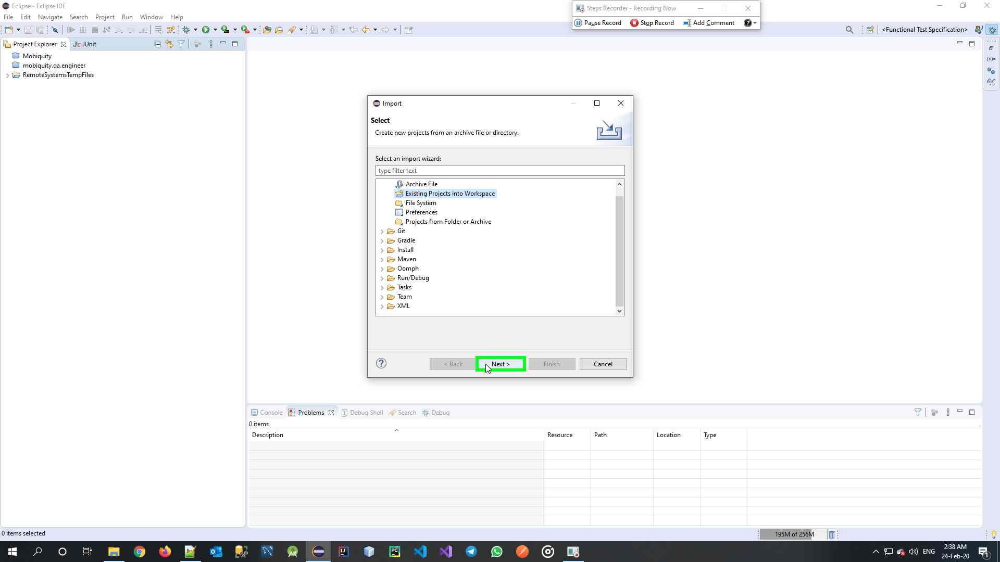 Eclipse - Eclipse IDE
Steps Recorder - Recording Now
File Edit Navigate Search Project Run Window Help
Pause Record Stop Record Add Comment
<Functional Test Specification>
Project Explorer JUnit
Mobiquity
mobiquity.qa.engineer
RemoteSystemsTempFiles
(x)=
Import
Select
Create new projects from an archive file or directory.
Select an import wizard:
type filter text
Archive File
Existing Projects into Workspace
File System
Preferences
Projects from Folder or Archive
Git
Gradle
Install
Maven
Oomph
Run/Debug
Tasks
Team
XML
? < Back Next > Finish Cancel
Console Problems Debug Shell Search Debug
0 items
Description Resource Path Location Type
0 items selected
195M of 256M
ENG
2:38 AM
24-Feb-20
1